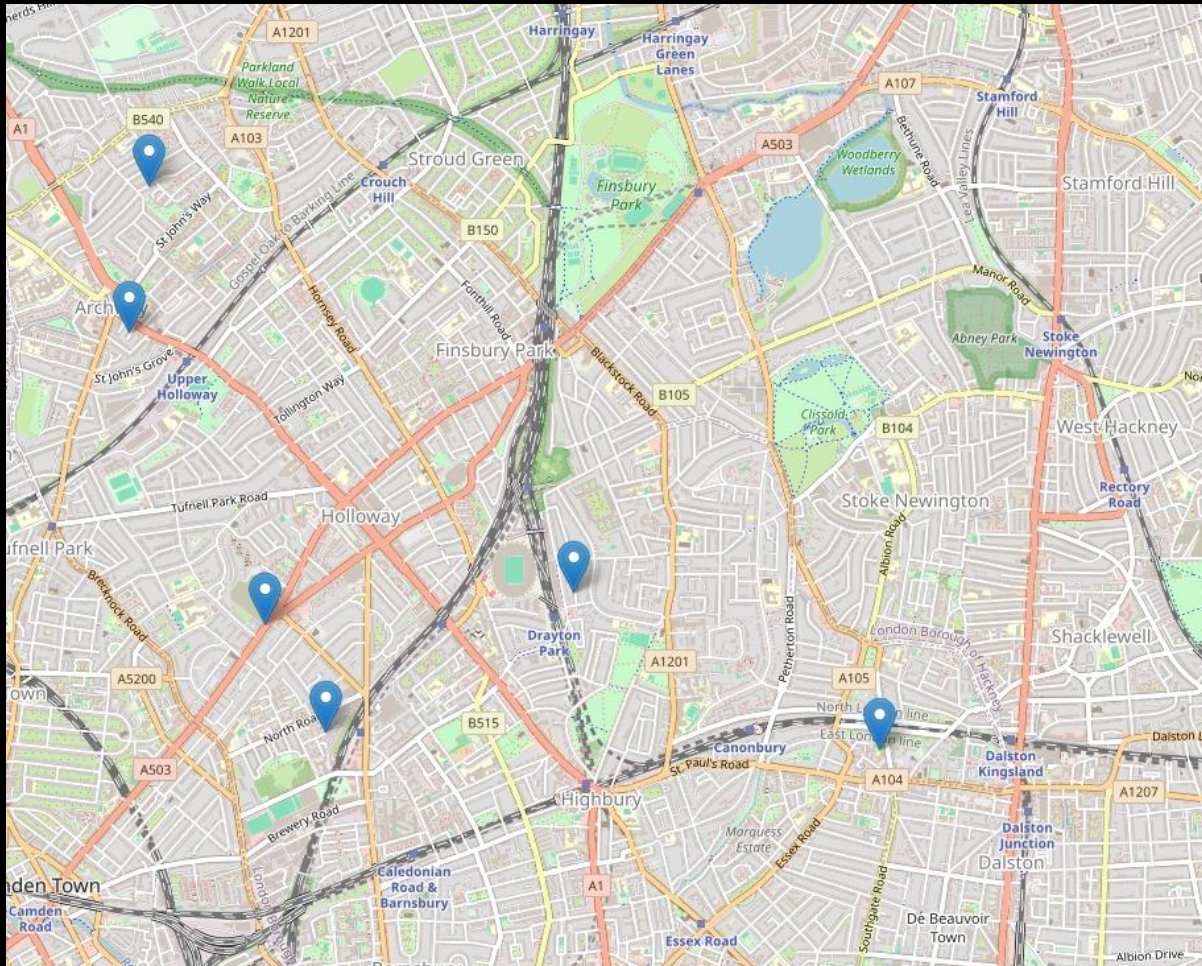 Harringay
A1201
Harringay
Green
Lanes
Parkland
Walk Local
Nature
Reserve
A107
Stamford
Hill
B540
A1
A103
A503
Bethune Road
Lea Valley Lines
Stroud Green
Woodberry
Wetlands
Crouch
Hill
Finsbury
Park
Stamford Hill
St John's Way
Gospel Oak to Barking Line
B150
Manor Road
Hornsey Road
Fonthill Road
Abney Park
Stoke
Newington
Finsbury Park
St John's Grove
Upper
Holloway
Blackstock Road
Tollington Way
B105
Clissold
Park
B104
West Hackney
Rectory
Road
Tufnell Park Road
Holloway
Stoke Newington
Albion Road
ufnell Park
Brecknock Road
Petherton Road
Drayton
Park
London Borough of Hackney
Shacklewell
A1201
A5200
A105
own
North Road
B515
North London line
East London line
Canonbury
Dalston
Kingsland
Dalston L
A503
St. Paul's Road
A104
A1207
Highbury
Brewery Road
Marquess
Estate
Essex Road
Dalston
Junction
Dalston
Caledonian
Road &
Barnsbury
nden Town
A1
Camden
Road
Southgate Road
De Beauvoir
Town
Essex Road
Albion Drive